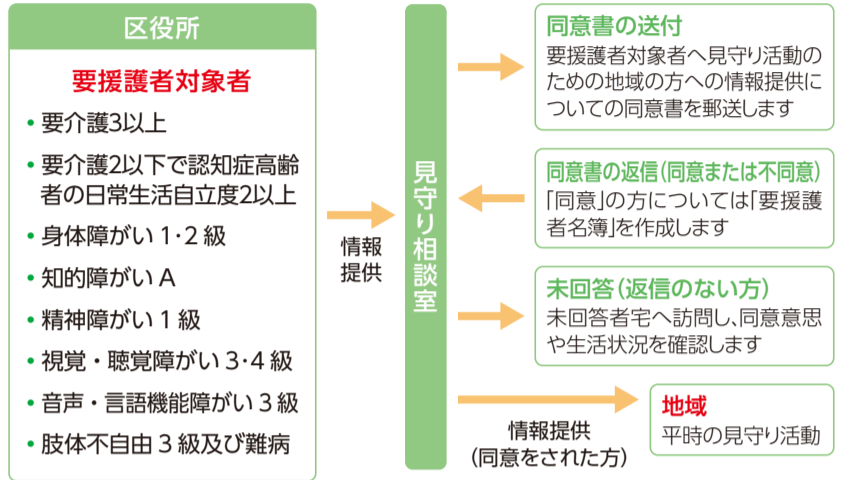 区役所
要援護者対象者
・要介護3以上
・要介護2以下で認知症高齢
者の日常生活自立度2以上
・身体障がい 1・2 級
・知的障がい A
・精神障がい 1 級
・視覚・聴覚障がい 3・4 級
・音声・言語機能障がい 3 級
・肢体不自由 3 級及び難病
情報
提供
見守り相談室
同意書の送付
要援護者対象者へ見守り活動の
ための地域の方への情報提供に
ついての同意書を郵送します
同意書の返信(同意または不同意)
「同意」の方については「要援護
者名簿」を作成します
未回答(返信のない方)
未回答者宅へ訪問し、同意意思
や生活状況を確認します
情報提供
(同意をされた方)
地域
平時の見守り活動